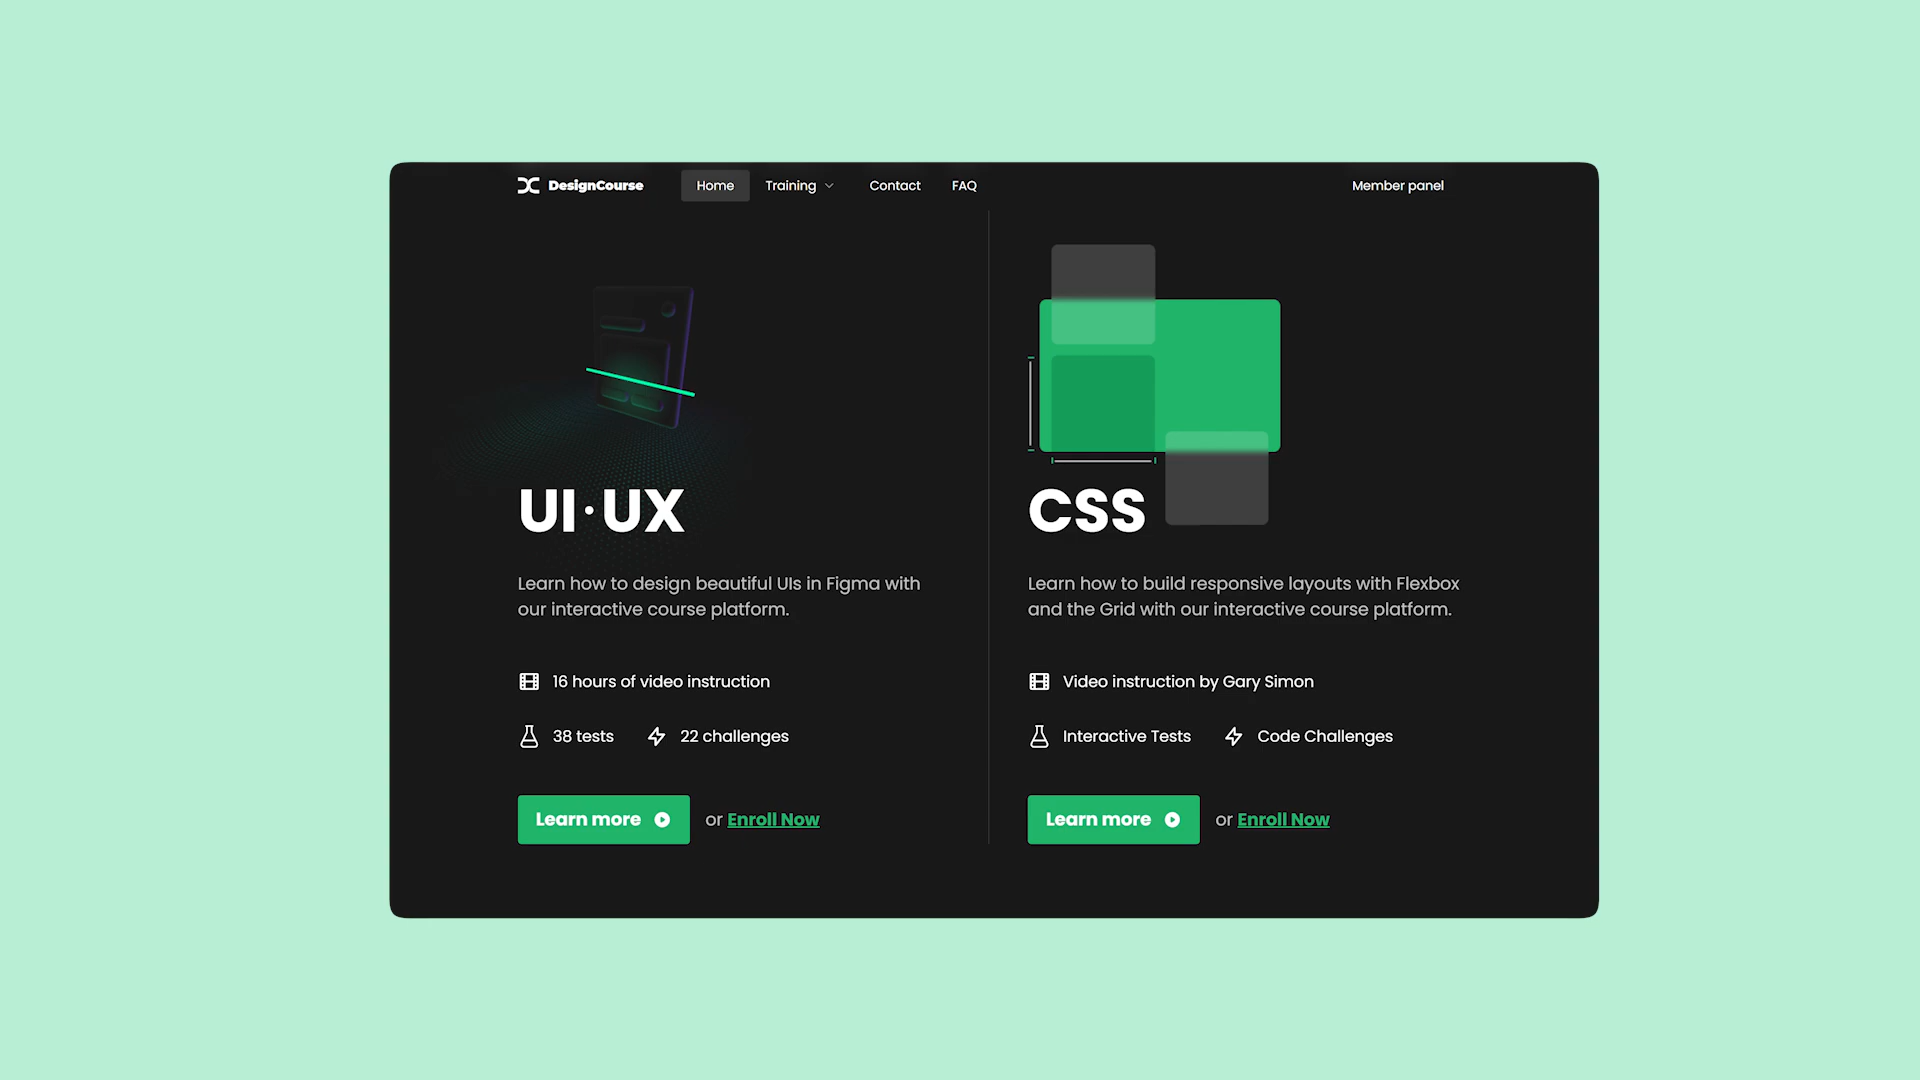 DesignCourse Home Training Contact FAQ Member panel
UI·UX
Learn how to design beautiful UIs in Figma with
our interactive course platform.
16 hours of video instruction
38 tests 22 challenges
Learn more or Enroll Now
CSS
Learn how to build responsive layouts with Flexbox
and the Grid with our interactive course platform.
Video instruction by Gary Simon
Interactive Tests Code Challenges
Learn more or Enroll Now